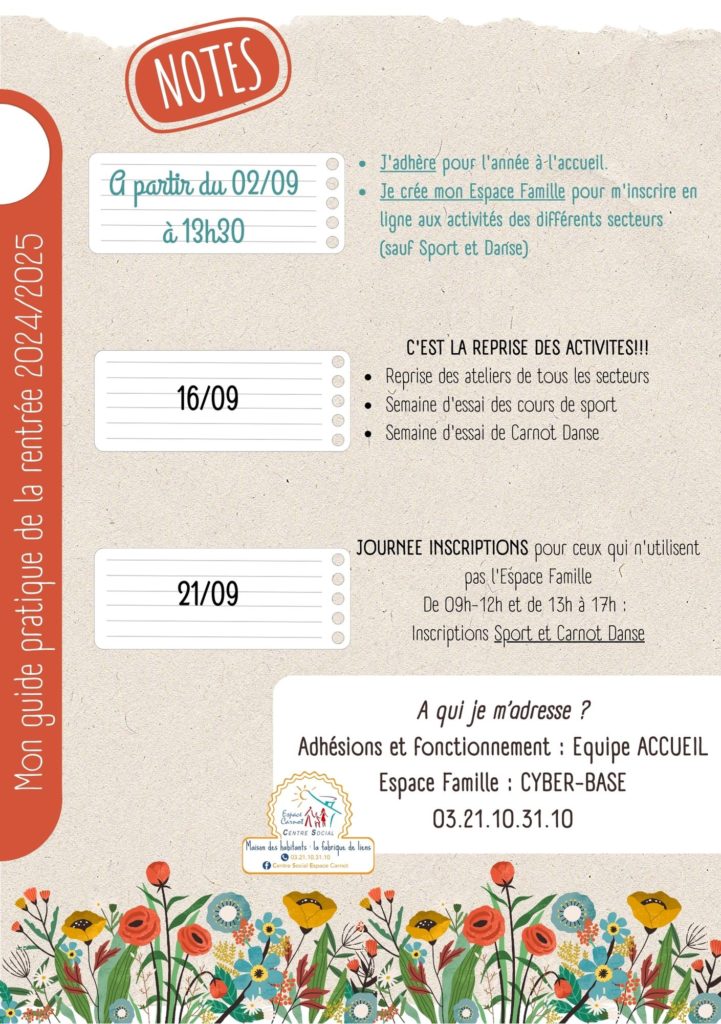 NOTES
Mon guide pratique de la rentrée 2024/2025
A partir du 02/09
à 13h30
J'adhère pour l'année à l'accueil.
Je crée mon Espace Famille pour m'inscrire en
ligne aux activités des différents secteurs
(sauf Sport et Danse)
16/09
C'EST LA REPRISE DES ACTIVITES!!!
Reprise des ateliers de tous les secteurs
Semaine d'essai des cours de sport
Semaine d'essai de Carnot Danse
21/09
JOURNEE INSCRIPTIONS pour ceux qui n'utilisent
pas l'Espace Famille
De 09h-12h et de 13h à 17h :
Inscriptions Sport et Carnot Danse
A qui je m'adresse ?
Adhésions et fonctionnement : Equipe ACCUEIL
Espace Famille : CYBER-BASE
03.21.10.31.10
Espace
Carnot
CENTRE SOCIAL
Maison des habitants - la fabrique de liens
03.21.10.31.10
Centre Social Espace Carnot